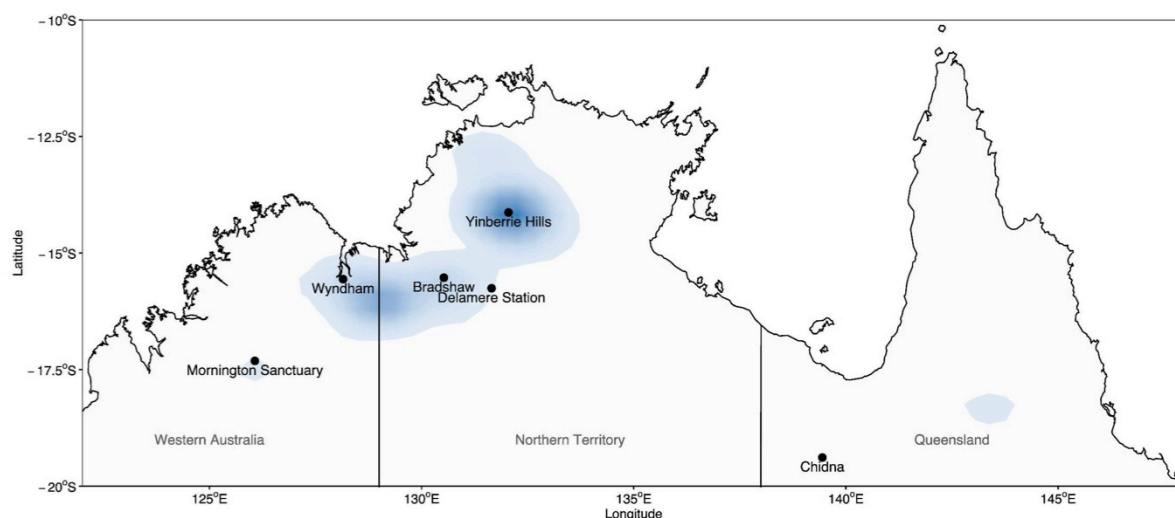 −10°S
−12.5°S
−15°S
−17.5°S
−20°S
Latitude
Yinberrie Hills
Wyndham
Bradshaw
Delamere Station
Mornington Sanctuary
Western Australia
Northern Territory
Queensland
Chidna
125°E
130°E
135°E
140°E
145°E
Longitude